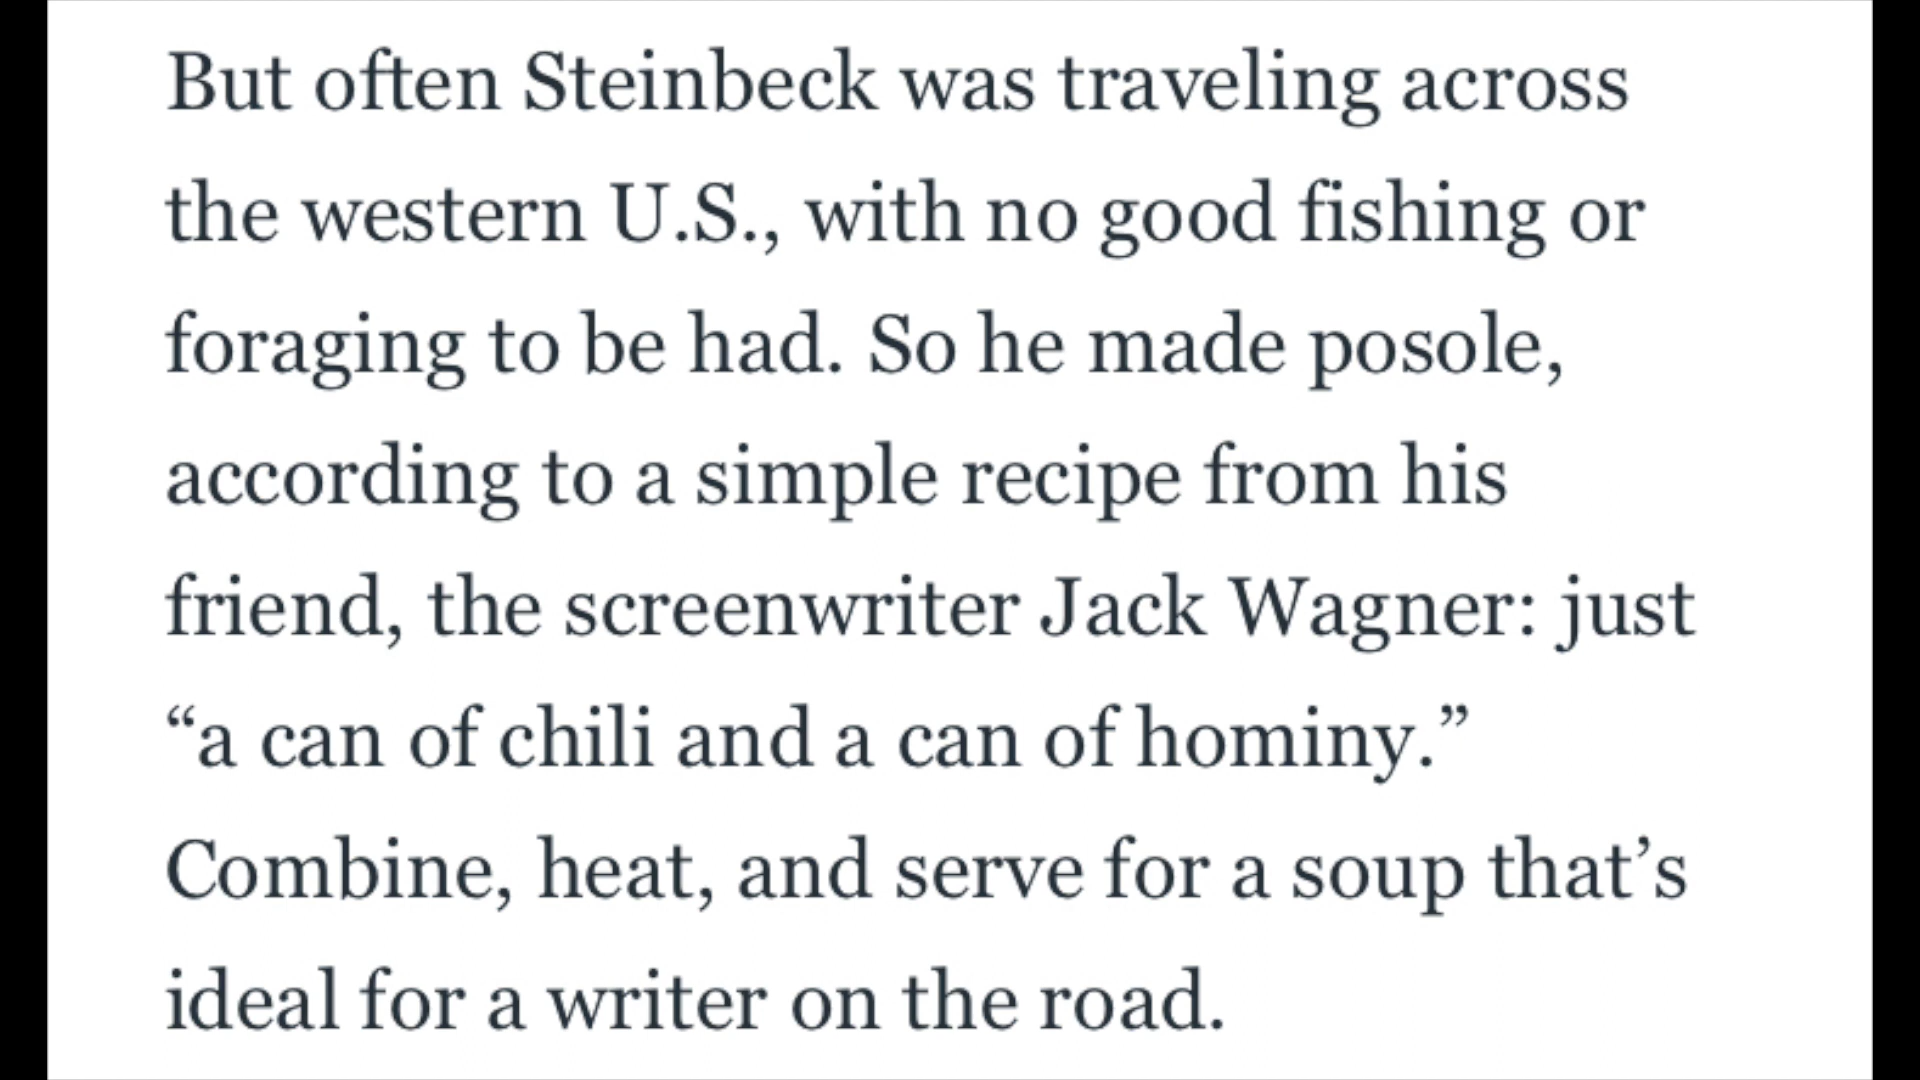 But often Steinbeck was traveling across
the western U.S., with no good fishing or
foraging to be had. So he made posole,
according to a simple recipe from his
friend, the screenwriter Jack Wagner: just
“a can of chili and a can of hominy.”
Combine, heat, and serve for a soup that’s
ideal for a writer on the road.